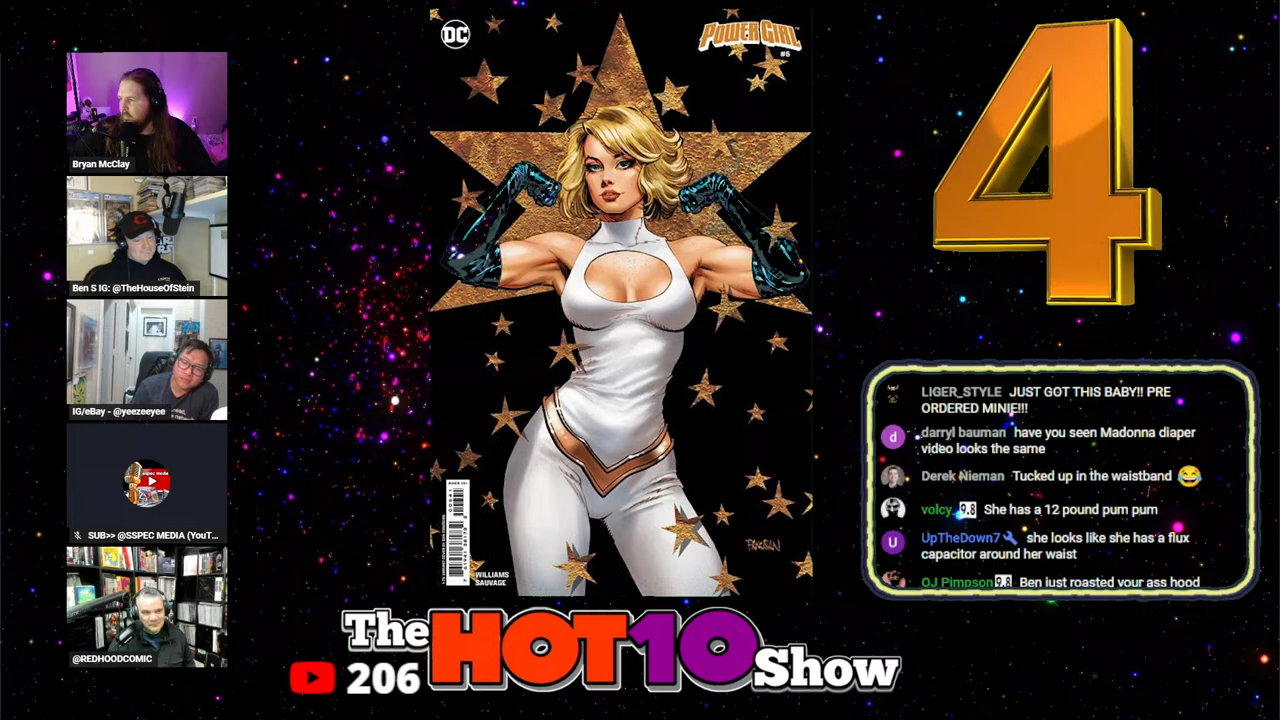 Bryan McClay
Ben S IG: @TheHouseOfStein
IG/eBay - @yeezeeyee
SUB>> @SSPEC MEDIA (YouT...
@REDHOODCOMIC
DC
POWER GIRL
#6
WILLIAMS
SAUVAGE
4
LIGER_STYLE JUST GOT THIS BABY!! PRE
ORDERED MINIE!!!
d darryl bauman have you seen Madonna diaper
video looks the same
Derek Nieman Tucked up in the waistband 😂
volcy 9.8 She has a 12 pound pum pum
U UpTheDown7 she looks like she has a flux
capacitor around her waist
OJ Pimpson 9.8 Ben just roasted your ass hood
The HOT10 Show
206